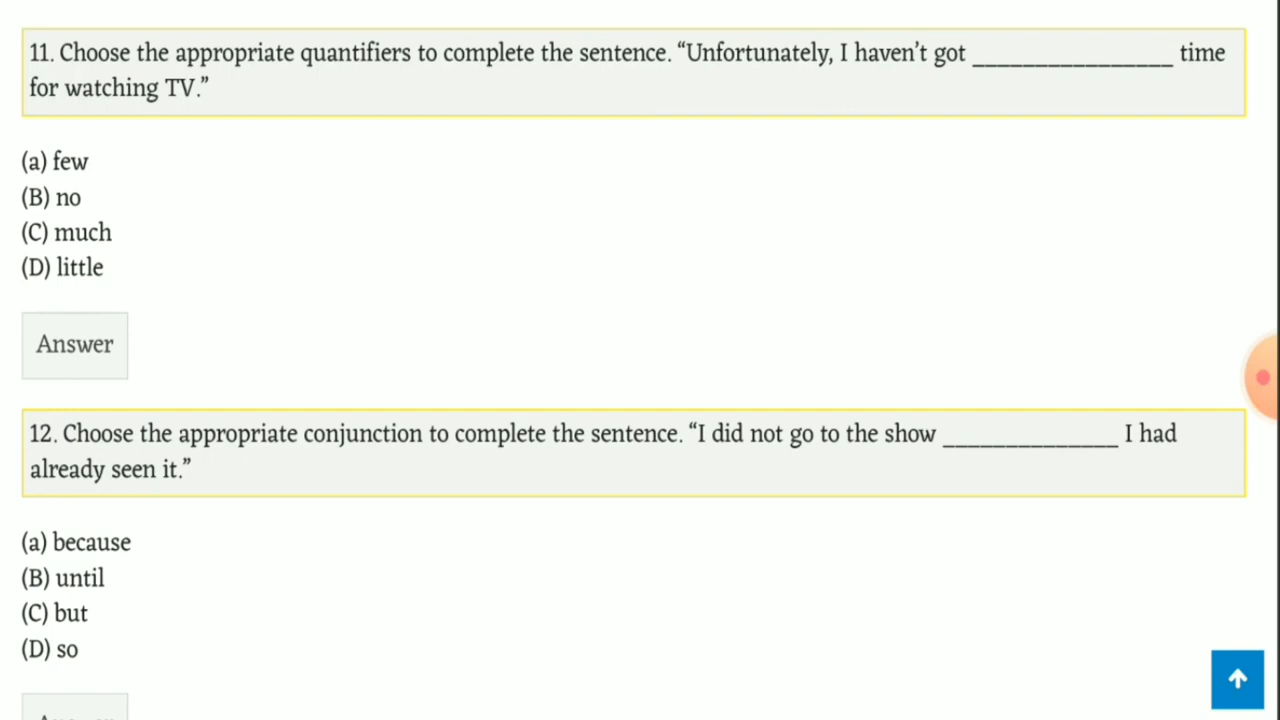 11. Choose the appropriate quantifiers to complete the sentence. “Unfortunately, I haven’t got ________________ time
for watching TV.”
(a) few
(B) no
(C) much
(D) little
Answer
12. Choose the appropriate conjunction to complete the sentence. “I did not go to the show ______________ I had
already seen it.”
(a) because
(B) until
(C) but
(D) so